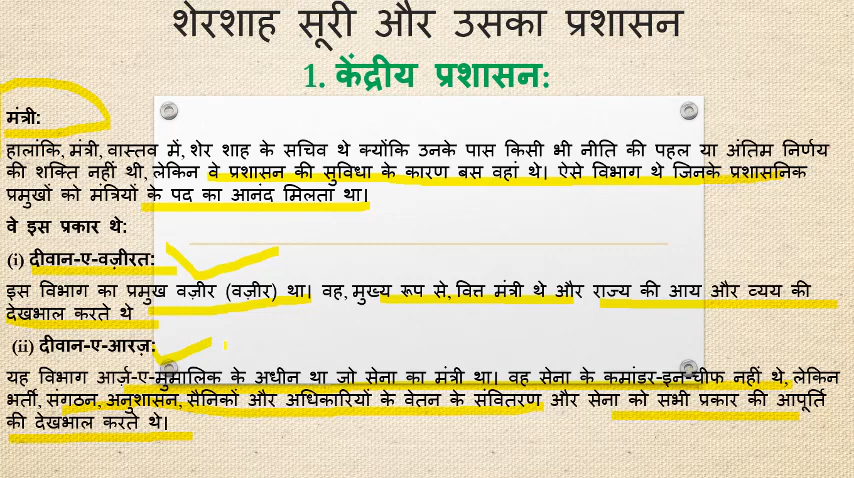 शेरशाह सूरी और उसका प्रशासन
1. केंद्रीय प्रशासन:
मंत्री:
हालांकि, मंत्री, वास्तव में, शेर शाह के सचिव थे क्योंकि उनके पास किसी भी नीति की पहल या अंतिम निर्णय
की शक्ति नहीं थी, लेकिन वे प्रशासन की सुविधा के कारण बस वहां थे। ऐसे विभाग थे जिनके प्रशासनिक
प्रमुखों को मंत्रियों के पद का आनंद मिलता था।
वे इस प्रकार थे:
(i) दीवान-ए-वज़ीरत:
इस विभाग का प्रमुख वज़ीर (वज़ीर) था। वह, मुख्य रूप से, वित्त मंत्री थे और राज्य की आय और व्यय की
देखभाल करते थे
(ii) दीवान-ए-आरज़:
यह विभाग आर्ज़-ए-मुमालिक के अधीन था जो सेना का मंत्री था। वह सेना के कमांडर-इन-चीफ नहीं थे, लेकिन
भर्ती, संगठन, अनुशासन, सैनिकों और अधिकारियों के वेतन के संवितरण और सेना को सभी प्रकार की आपूर्ति
की देखभाल करते थे।